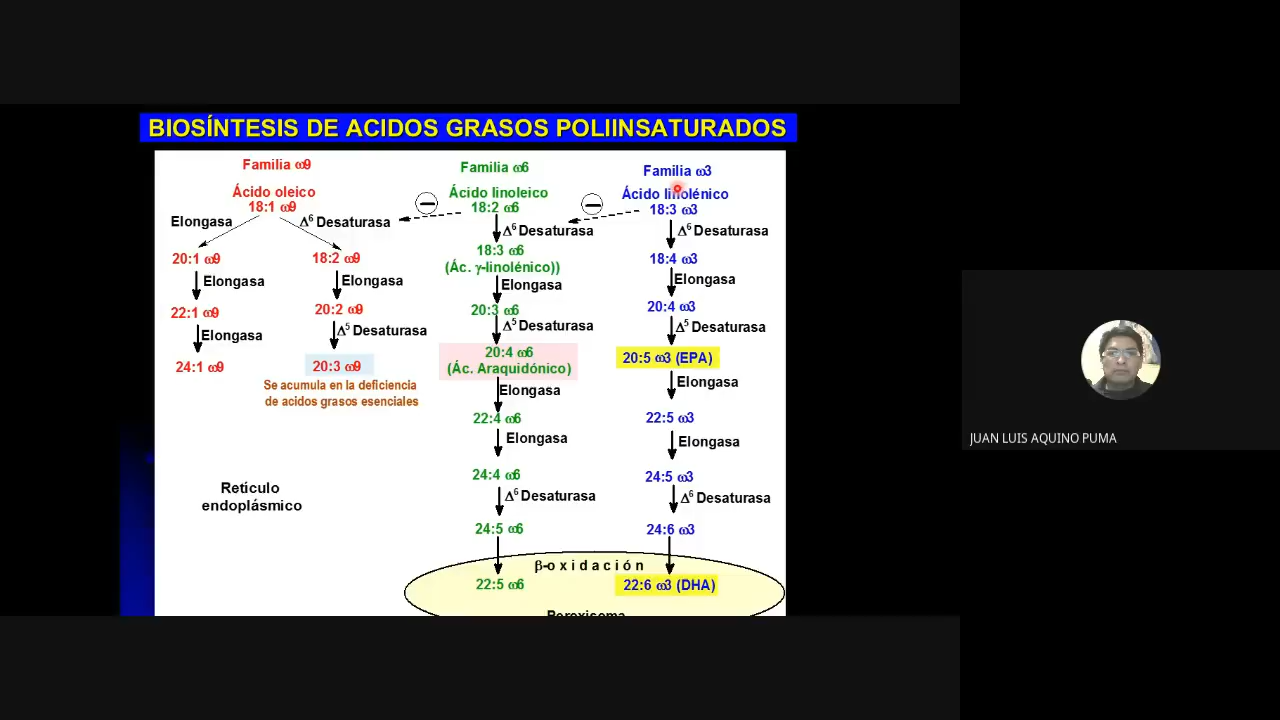 BIOSÍNTESIS DE ACIDOS GRASOS POLIINSATURADOS
Familia ω9
Ácido oleico
18:1 ω9
Elongasa
Δ6 Desaturasa
20:1 ω9
18:2 ω9
Elongasa
Elongasa
22:1 ω9
20:2 ω9
Elongasa
Δ5 Desaturasa
24:1 ω9
20:3 ω9
Se acumula en la deficiencia
de acidos grasos esenciales
Reticulo
endoplásmico
Familia ω6
Ácido linoleico
18:2 ω6
Δ6 Desaturasa
18:3 ω6
(Ác. γ-linolénico))
Elongasa
20:3 ω6
Δ5 Desaturasa
20:4 ω6
(Ác. Araquidónico)
Elongasa
22:4 ω6
Elongasa
24:4 ω6
Δ6 Desaturasa
24:5 ω6
Familia ω3
Ácido linolénico
18:3 ω3
Δ6 Desaturasa
18:4 ω3
Elongasa
20:4 ω3
Δ5 Desaturasa
20:5 ω3 (EPA)
Elongasa
22:5 ω3
Elongasa
24:5 ω3
Δ6 Desaturasa
24:6 ω3
β-oxidación
22:5 ω6
22:6 ω3 (DHA)
Peroxisoma
JUAN LUIS AQUINO PUMA